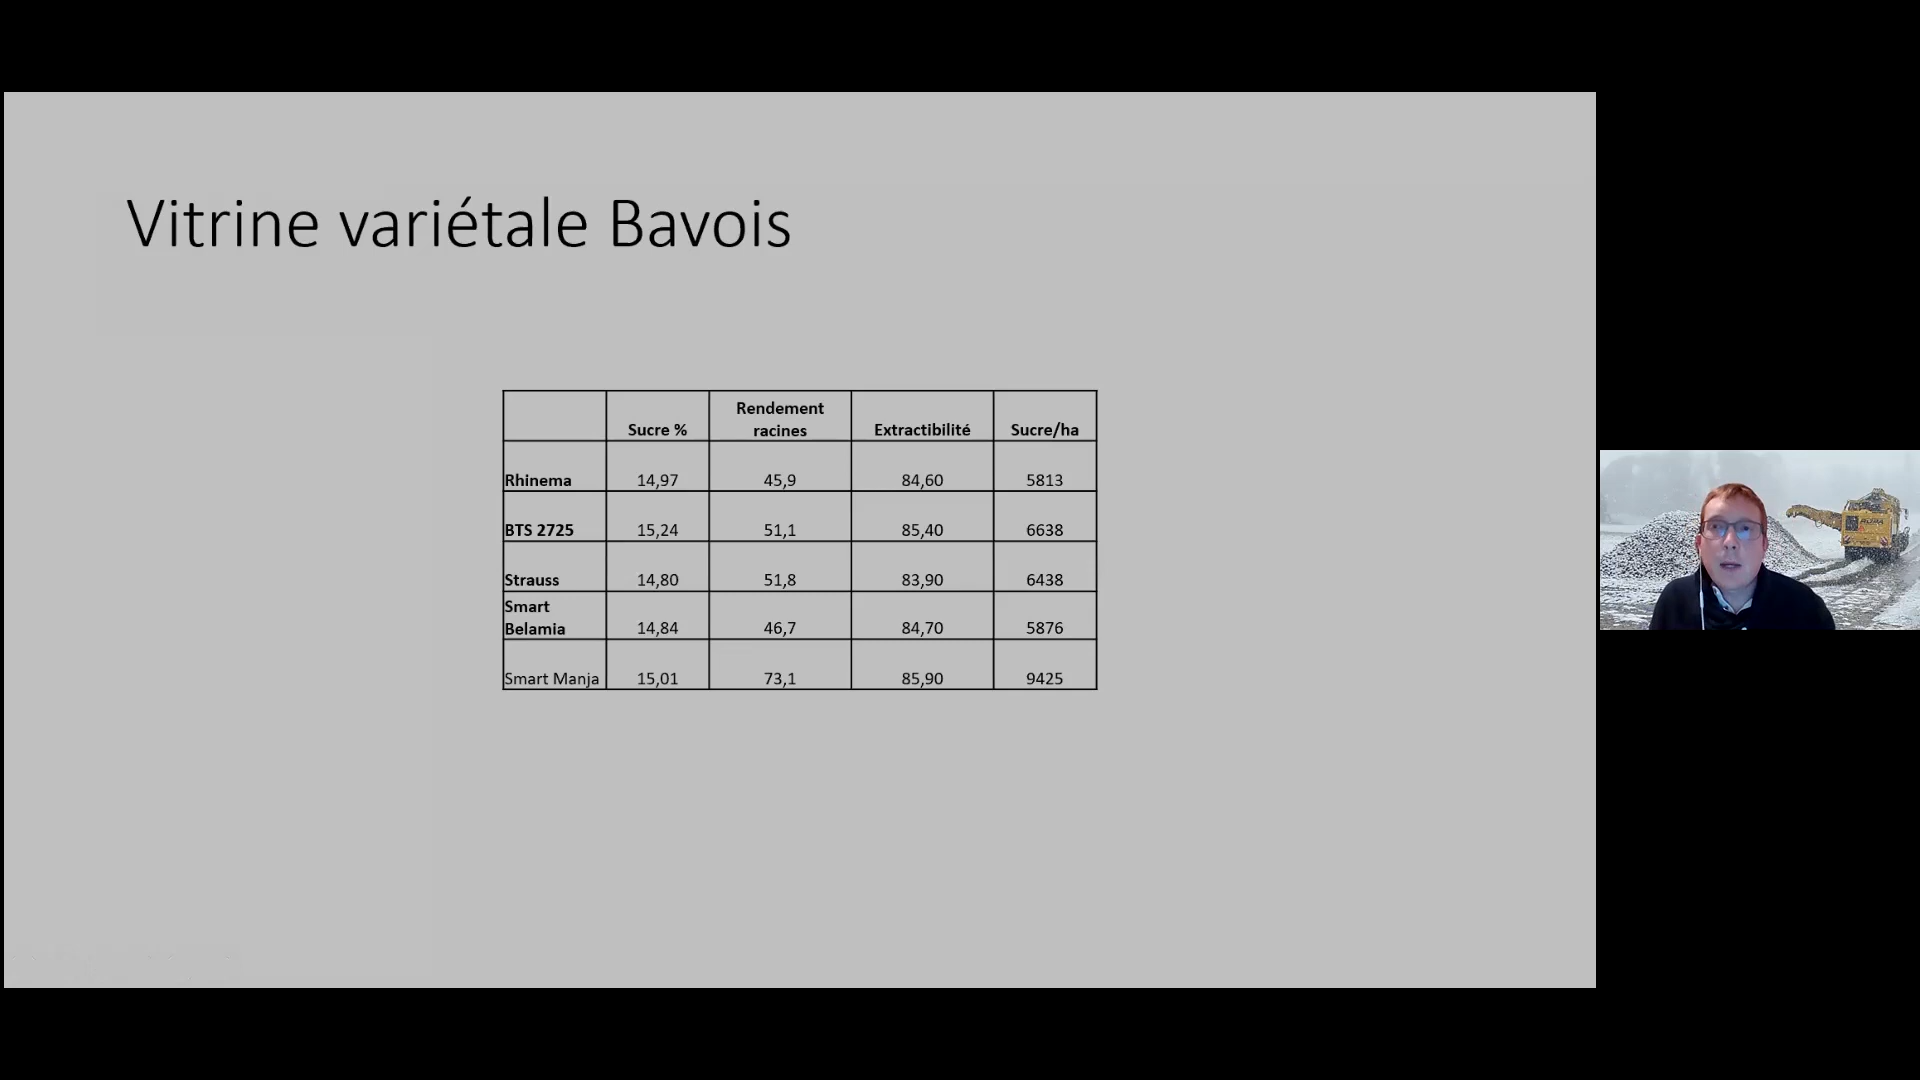 Vitrine variétale Bavois
Sucre %
Rendement
racines
Extractibilité
Sucre/ha
Rhinema 14,97 45,9 84,60 5813
BTS 2725 15,24 51,1 85,40 6638
Strauss 14,80 51,8 83,90 6438
Smart
Belamia 14,84 46,7 84,70 5876
Smart Manja 15,01 73,1 85,90 9425